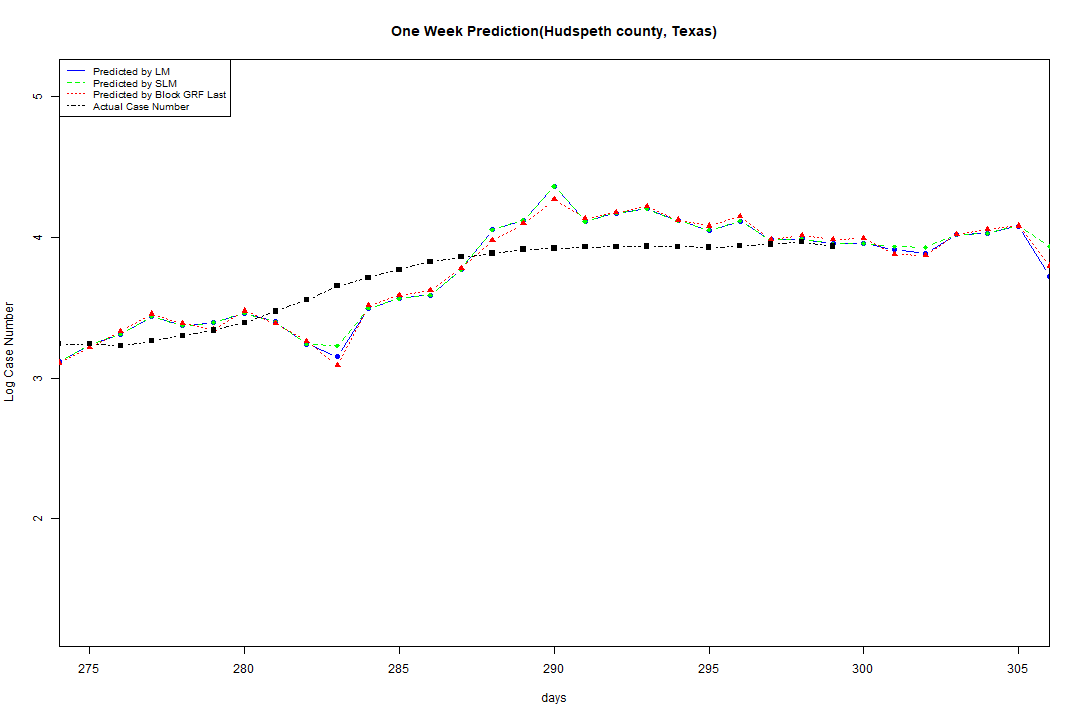 One Week Prediction(Hudspeth county, Texas)
Predicted by LM
Predicted by SLM
Predicted by Block GRF Last
Actual Case Number
5
4
3
2
Log Case Number
275 280 285 290 295 300 305
days